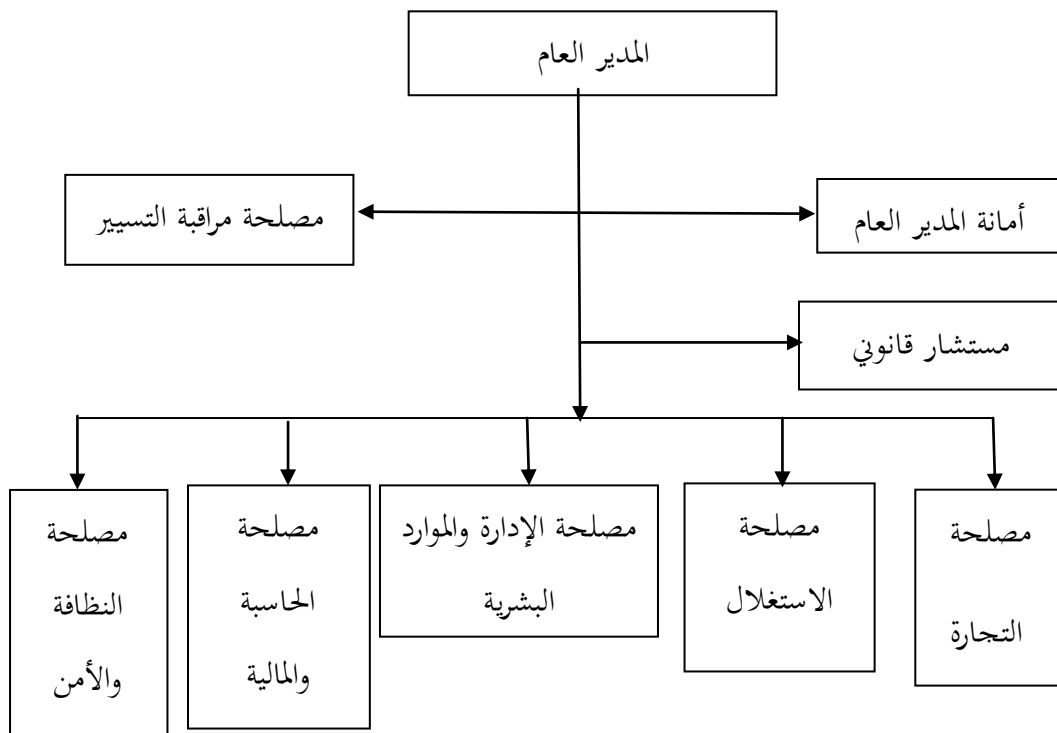 المدير العام
أمانة المدير العام
مصلحة مراقبة التسيير
مستشار قانوني
مصلحة
التجارة
مصلحة
الاستغلال
مصلحة الإدارة والموارد
البشرية
مصلحة
الحاسبة
والمالية
مصلحة
النظافة
والأمن